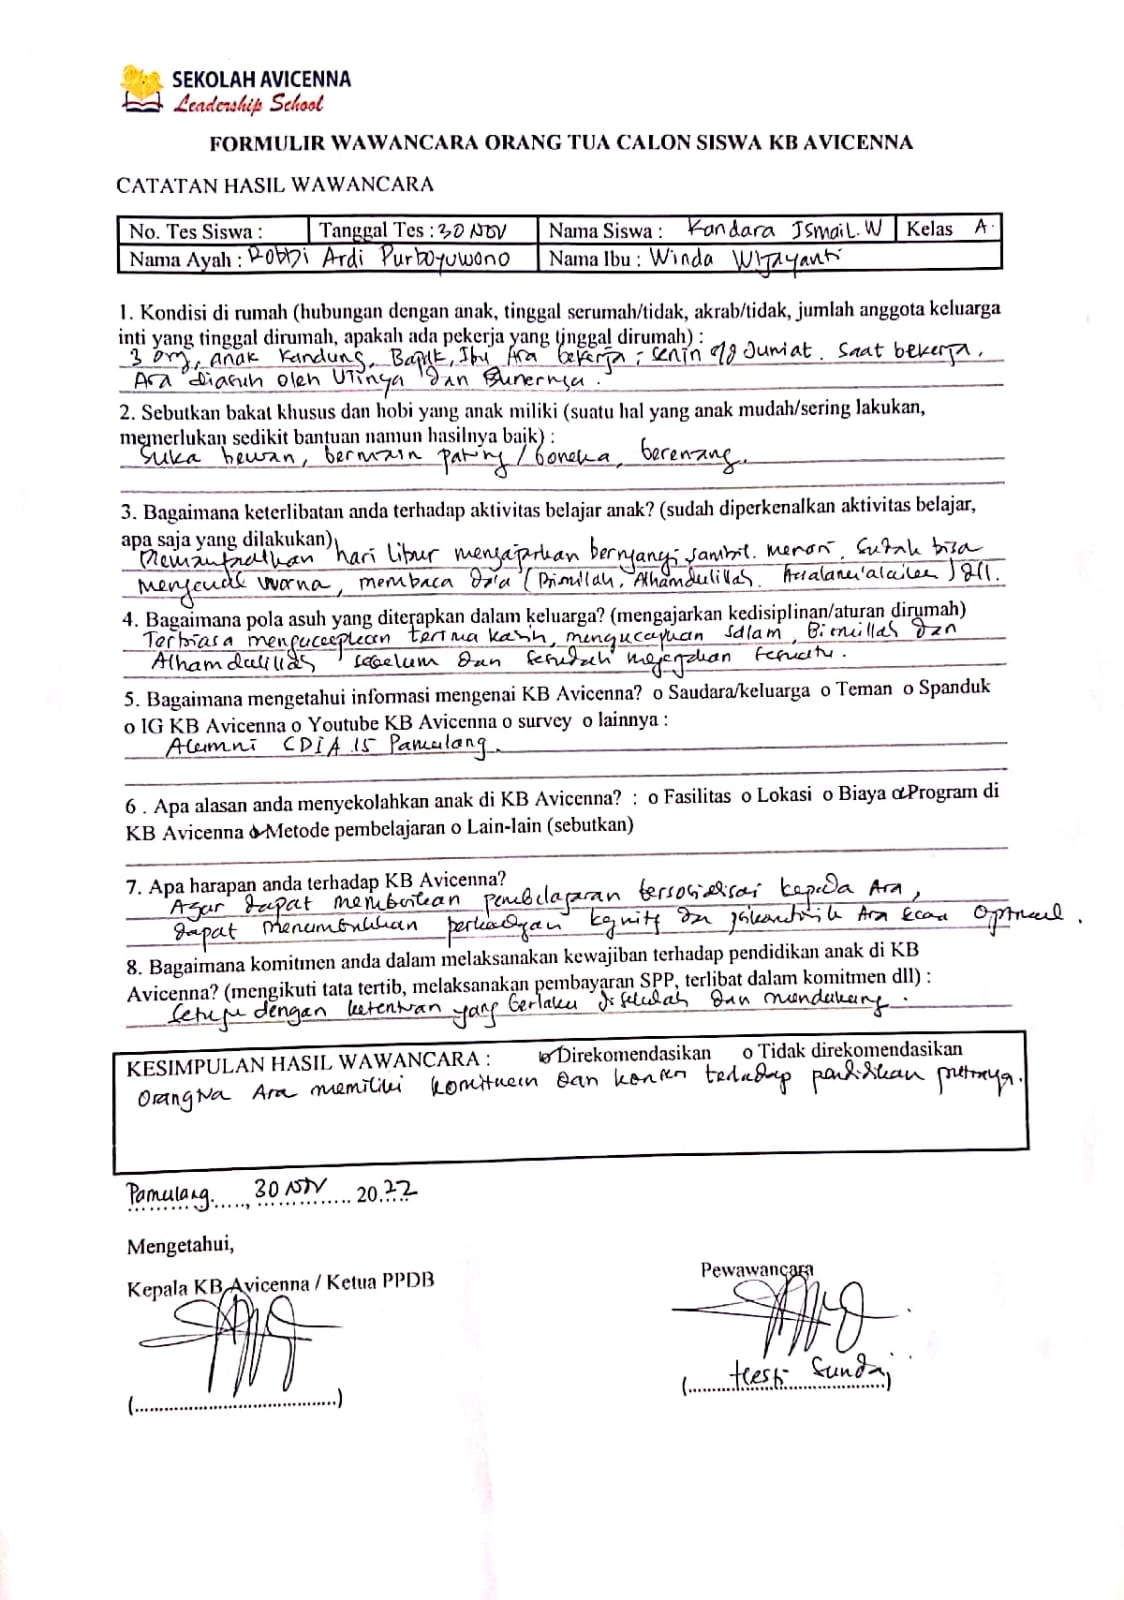 SEKOLAH AVICENNA
Leadership School
FORMULIR WAWANCARA ORANG TUA CALON SISWA KB AVICENNA
CATATAN HASIL WAWANCARA
No. Tes Siswa : Tanggal Tes : 30 NOV Nama Siswa : Kandara Ismail. W Kelas A.
Nama Ayah : Robbi Ardi Purboyuwono Nama Ibu : Winda Wijayanti
1. Kondisi di rumah (hubungan dengan anak, tinggal serumah/tidak, akrab/tidak, jumlah anggota keluarga
inti yang tinggal dirumah, apakah ada pekerja yang tinggal dirumah) :
3 org, anak kandung, Bapak, Ibu Ara bekerja : senin s/d Jumat. Saat bekerja,
Ara diasuh oleh Utinya dan
2. Sebutkan bakat khusus dan hobi yang anak miliki (suatu hal yang anak mudah/sering lakukan,
memerlukan sedikit bantuan namun hasilnya baik) :
Suka hewan, bermain / boneka, berenang.
3. Bagaimana keterlibatan anda terhadap aktivitas belajar anak? (sudah diperkenalkan aktivitas belajar,
apa saja yang dilakukan)
Memanfaatkan hari libur mengajarkan bernyanyi sambil menari. Sudah bisa
warna, membaca do'a (Bismillah, Alhamdulillah. ) dll.
4. Bagaimana pola asuh yang diterapkan dalam keluarga? (mengajarkan kedisiplinan/aturan dirumah)
Terbiasa mengucapkan terima kasih, mengucapkan salam, Bismillah dan
Alhamdulillah sebelum dan sesudah sesuatu.
5. Bagaimana mengetahui informasi mengenai KB Avicenna? o Saudara/keluarga o Teman o Spanduk
o IG KB Avicenna o Youtube KB Avicenna o survey o lainnya :
Alumni CDIA 15 Pamulang.
6 . Apa alasan anda menyekolahkan anak di KB Avicenna? : o Fasilitas o Lokasi o Biaya o Program di
KB Avicenna o Metode pembelajaran o Lain-lain (sebutkan)
7. Apa harapan anda terhadap KB Avicenna?
Agar dapat memberikan pembelajaran tersosialisasi kepada Ara,
dapat menumbuhkan perkembangan kognitif dan Ara secara optimal.
8. Bagaimana komitmen anda dalam melaksanakan kewajiban terhadap pendidikan anak di KB
Avicenna? (mengikuti tata tertib, melaksanakan pembayaran SPP, terlibat dalam komitmen dll) :
Setuju dengan ketentuan yang berlaku di sekolah dan mendukung.
KESIMPULAN HASIL WAWANCARA : o Direkomendasikan o Tidak direkomendasikan
Orangtua Ara memiliki komitmen dan konsen terhadap pendidikan putranya.
Pamulang....., 30 NOV .............. 20.22
Mengetahui,
Kepala KB Avicenna / Ketua PPDB
Pewawancara
(........................................)
(.......Hesti Sundaj.......)